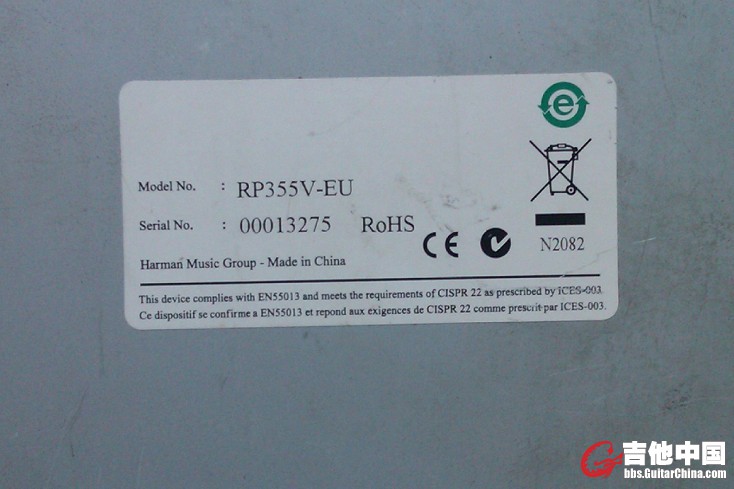 Model No. : RP355V-EU
Serial No. : 00013275 RoHS
CE
N2082
Harman Music Group - Made in China
This device complies with EN55013 and meets the requirements of CISPR 22 as prescribed by ICES-003.
Ce dispositif se confirme a EN55013 et repond aux exigences de CISPR 22 comme prescrit par ICES-003.
吉他中国
bbs.GuitarChina.com